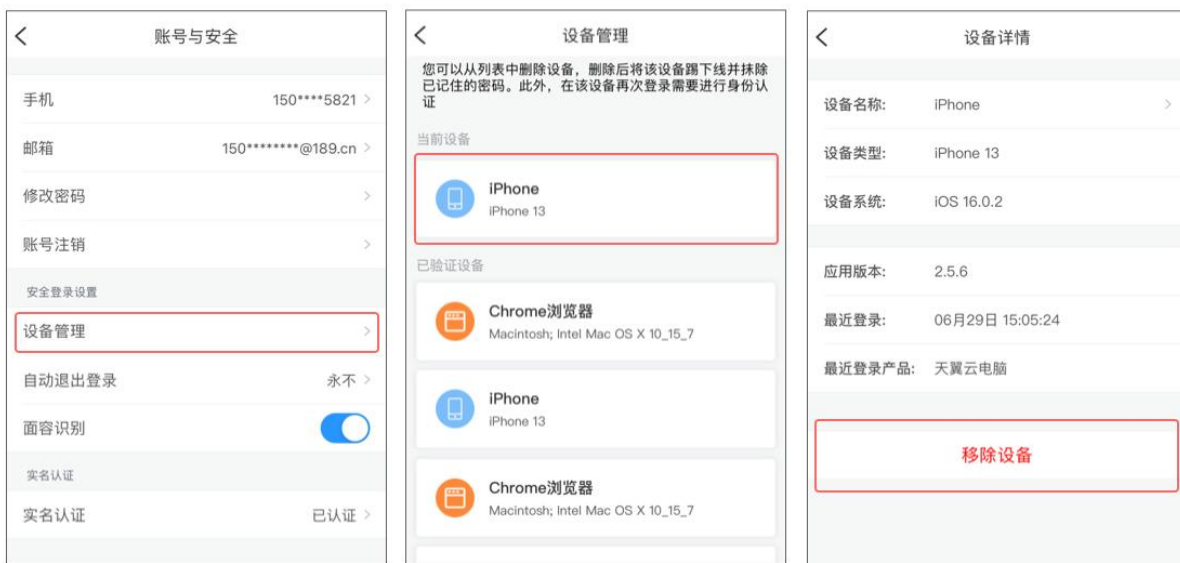 账号与安全
手机
150****5821
邮箱
150********@189.cn
修改密码
账号注销
安全登录设置
设备管理
自动退出登录
永不
面容识别
实名认证
实名认证
已认证
设备管理
您可以从列表中删除设备，删除后将该设备踢下线并抹除
已记住的密码。此外，在该设备再次登录需要进行身份认
证
当前设备
iPhone
iPhone 13
已验证设备
Chrome浏览器
Macintosh; Intel Mac OS X 10_15_7
iPhone
iPhone 13
Chrome浏览器
Macintosh; Intel Mac OS X 10_15_7
设备详情
设备名称:
iPhone
设备类型:
iPhone 13
设备系统:
iOS 16.0.2
应用版本:
2.5.6
最近登录:
06月29日 15:05:24
最近登录产品:
天翼云电脑
移除设备